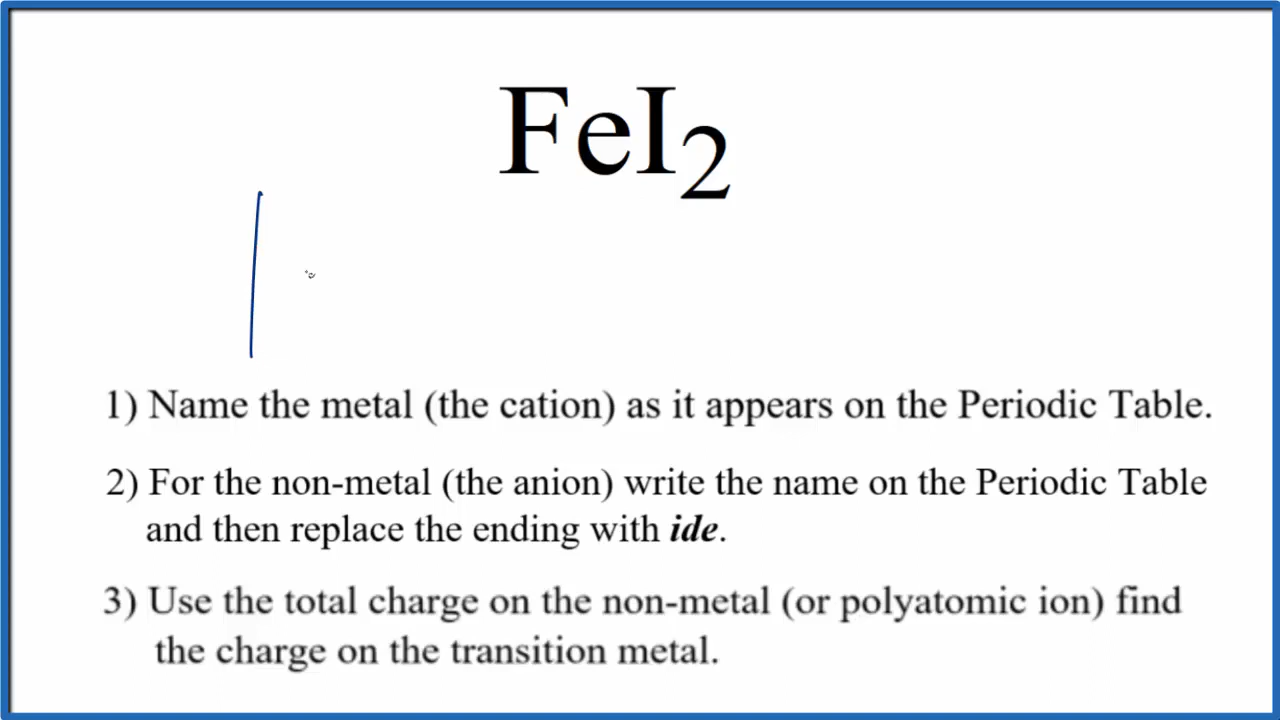 FeI₂
1) Name the metal (the cation) as it appears on the Periodic Table.
2) For the non-metal (the anion) write the name on the Periodic Table
and then replace the ending with ide.
3) Use the total charge on the non-metal (or polyatomic ion) find
the charge on the transition metal.